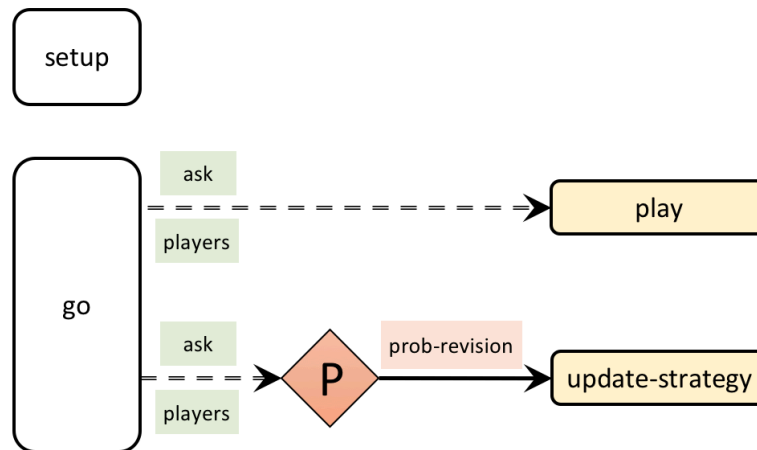 setup
ask
play
players
go
ask
prob-revision
P
update-strategy
players